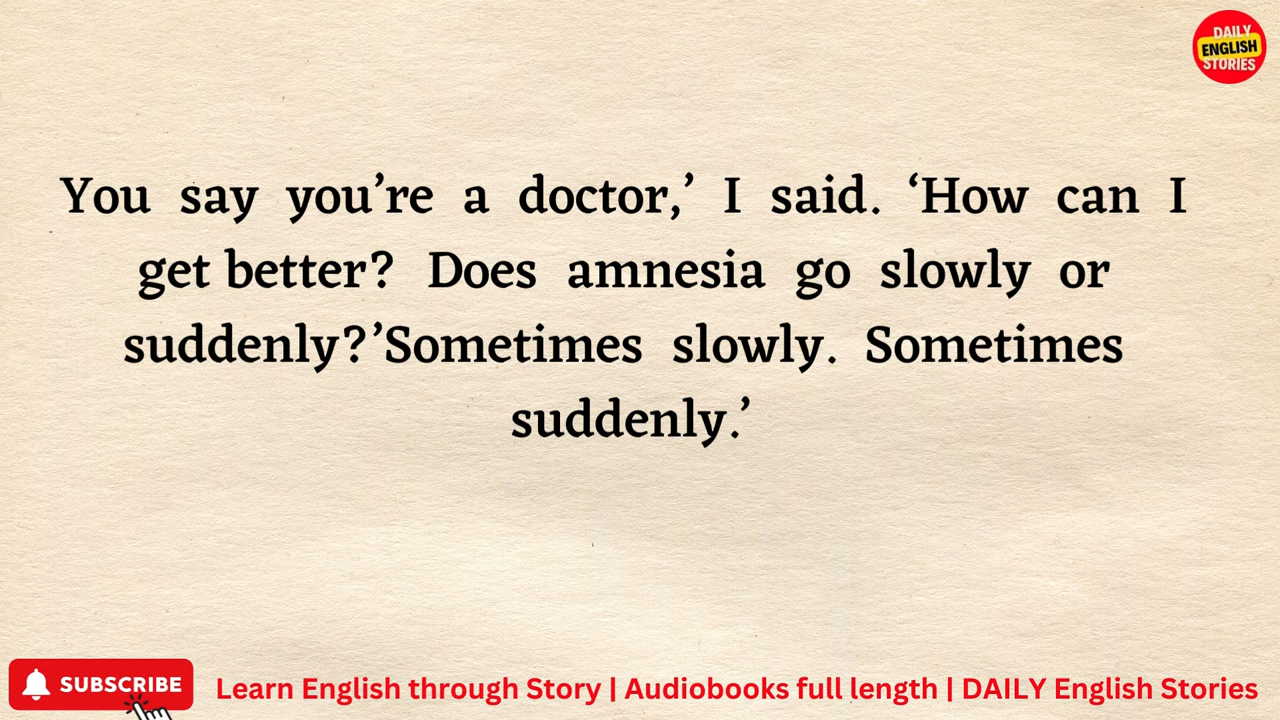 DAILY
ENGLISH
STORIES
You say you’re a doctor,’ I said. ‘How can I
get better? Does amnesia go slowly or
suddenly?’Sometimes slowly. Sometimes
suddenly.’
SUBSCRIBE
Learn English through Story | Audiobooks full length | DAILY English Stories